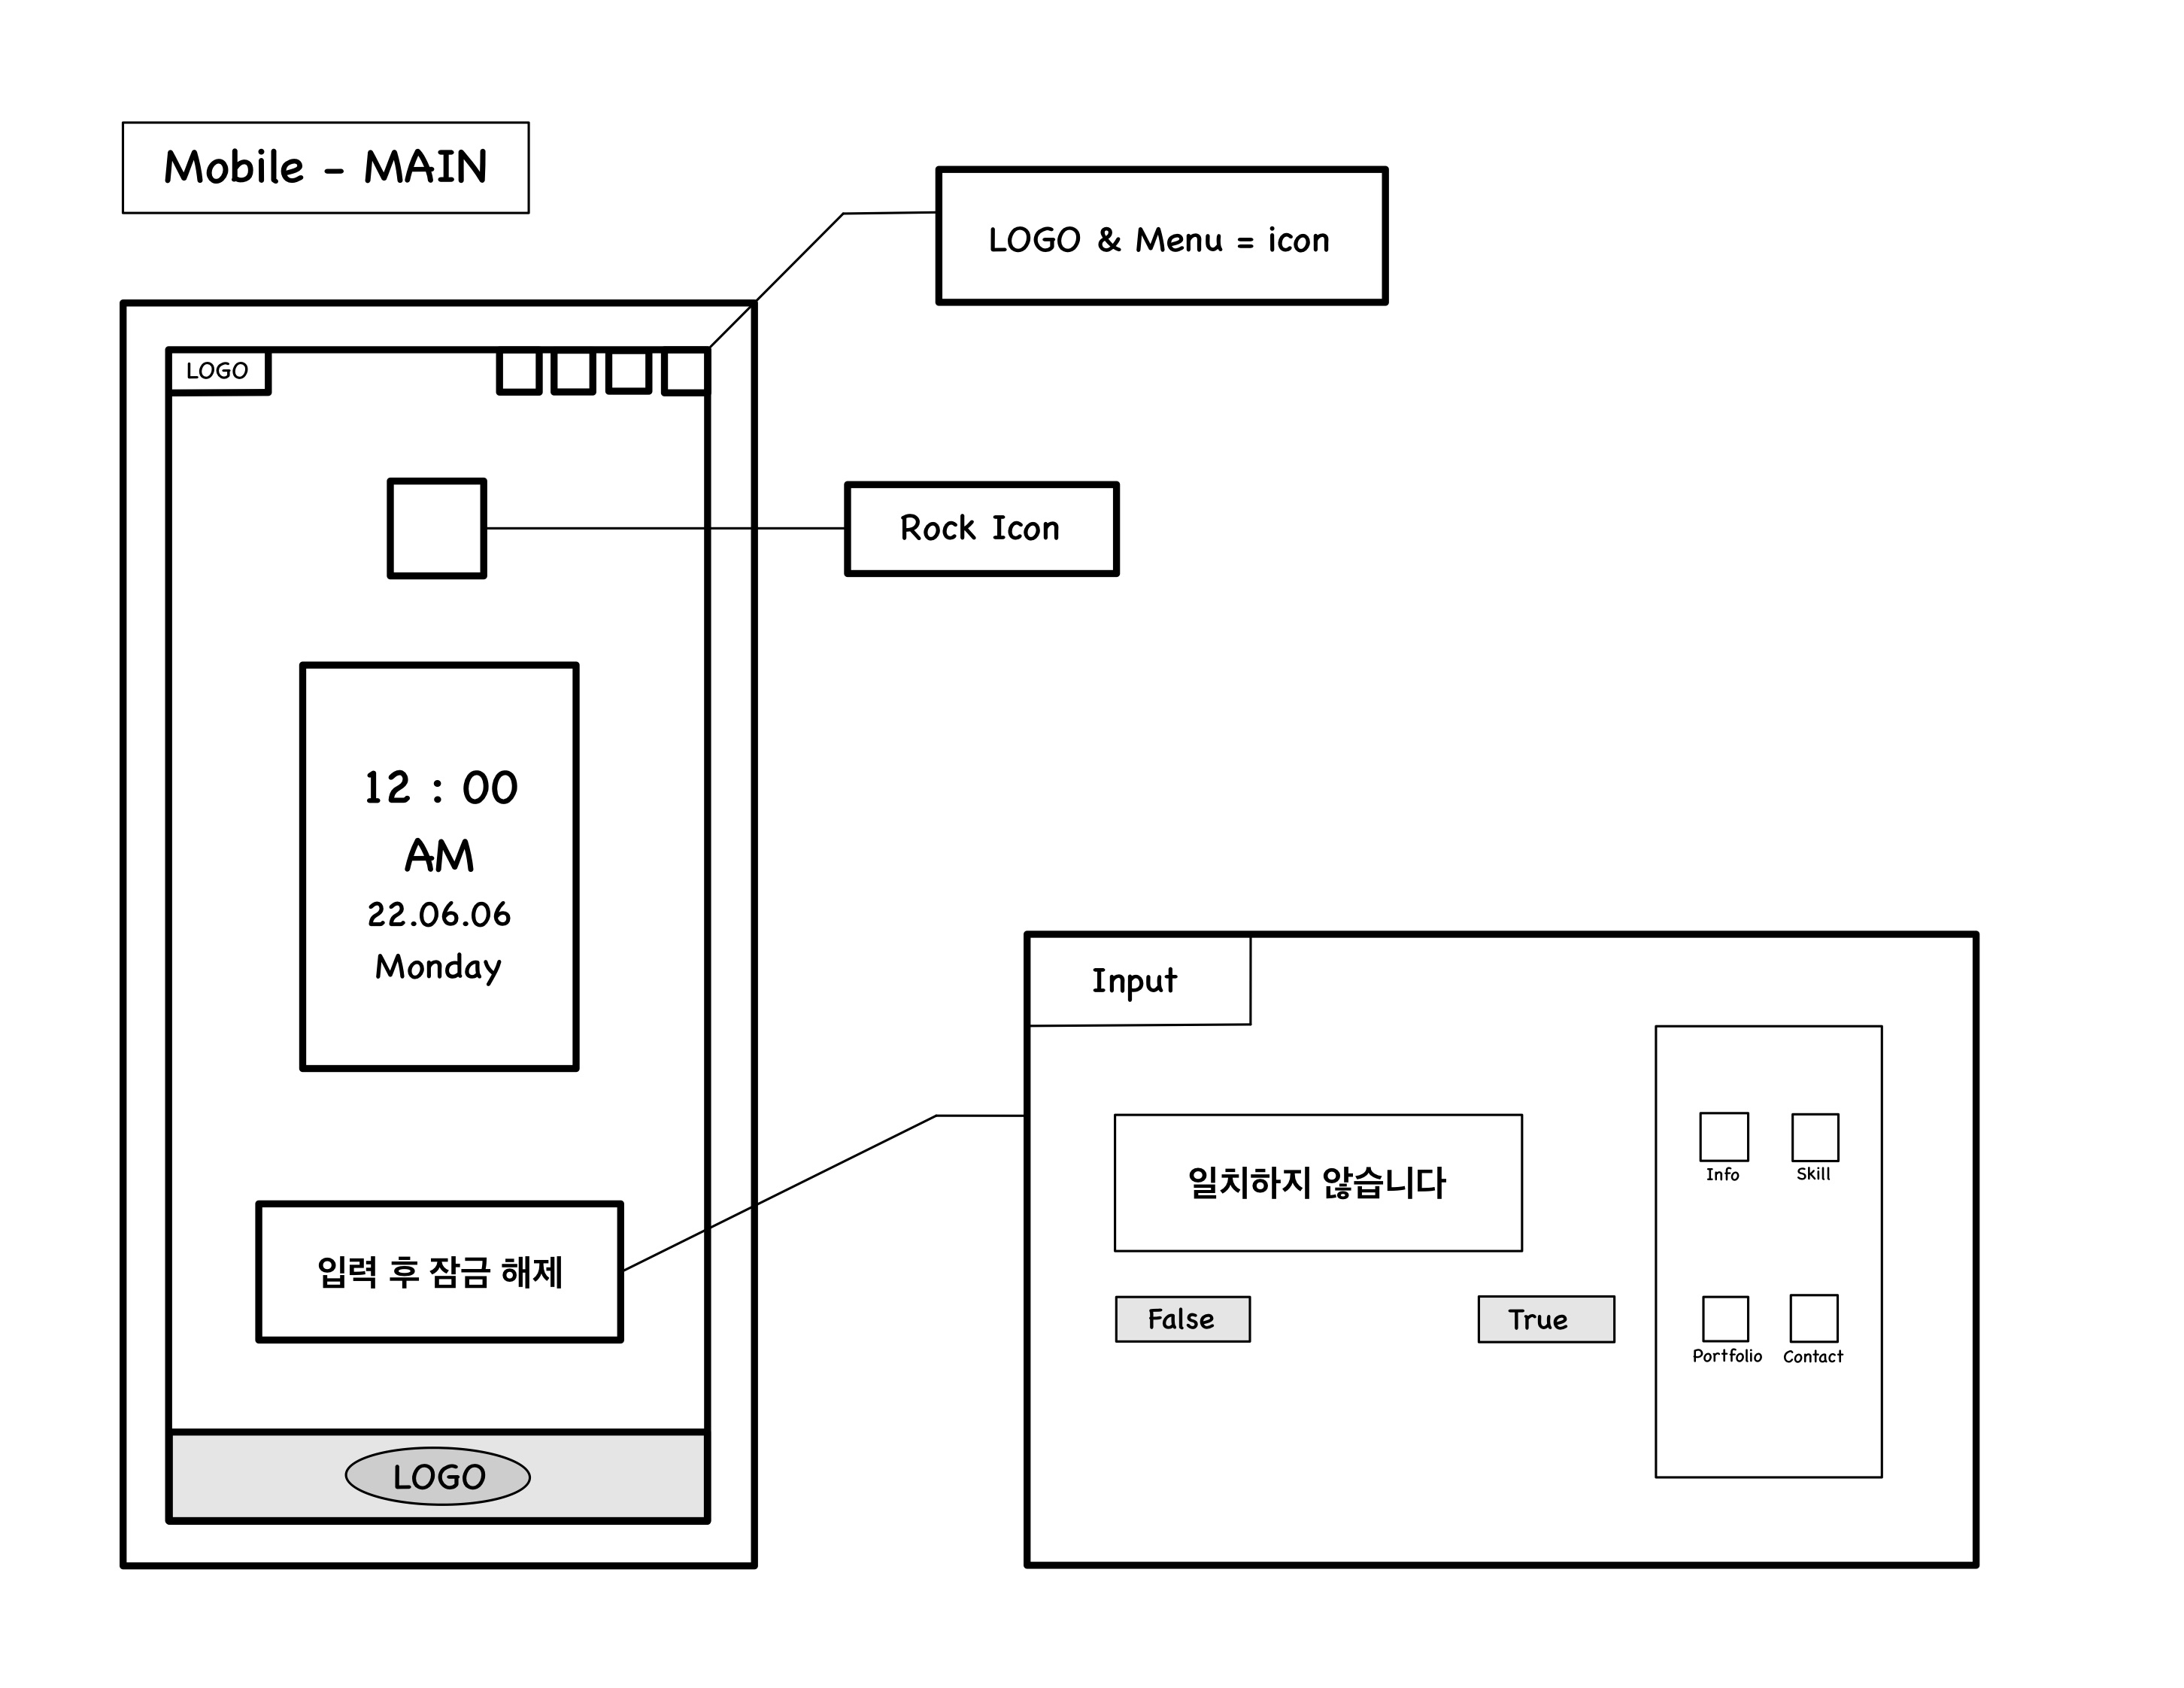 Mobile - MAIN
LOGO & Menu = icon
LOGO
Rock Icon
12 : 00
AM
22.06.06
Monday
입력 후 잠금 해제
LOGO
Input
일치하지 않습니다
False
True
Info
Skill
Portfolio
Contact